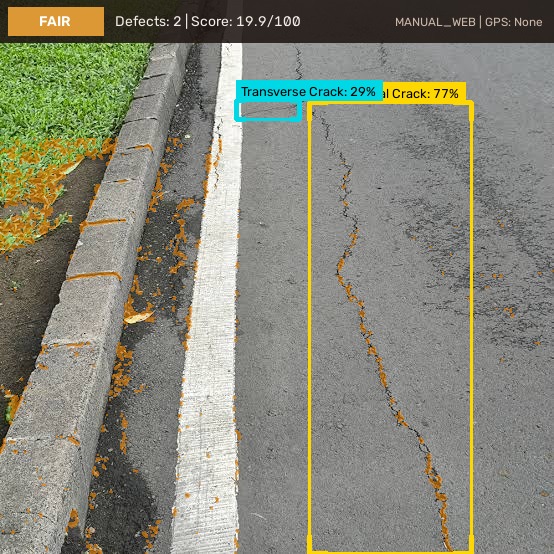 FAIR
Defects: 2 | Score: 19.9/100
MANUAL_WEB | GPS: None
Transverse Crack: 29%
al Crack: 77%